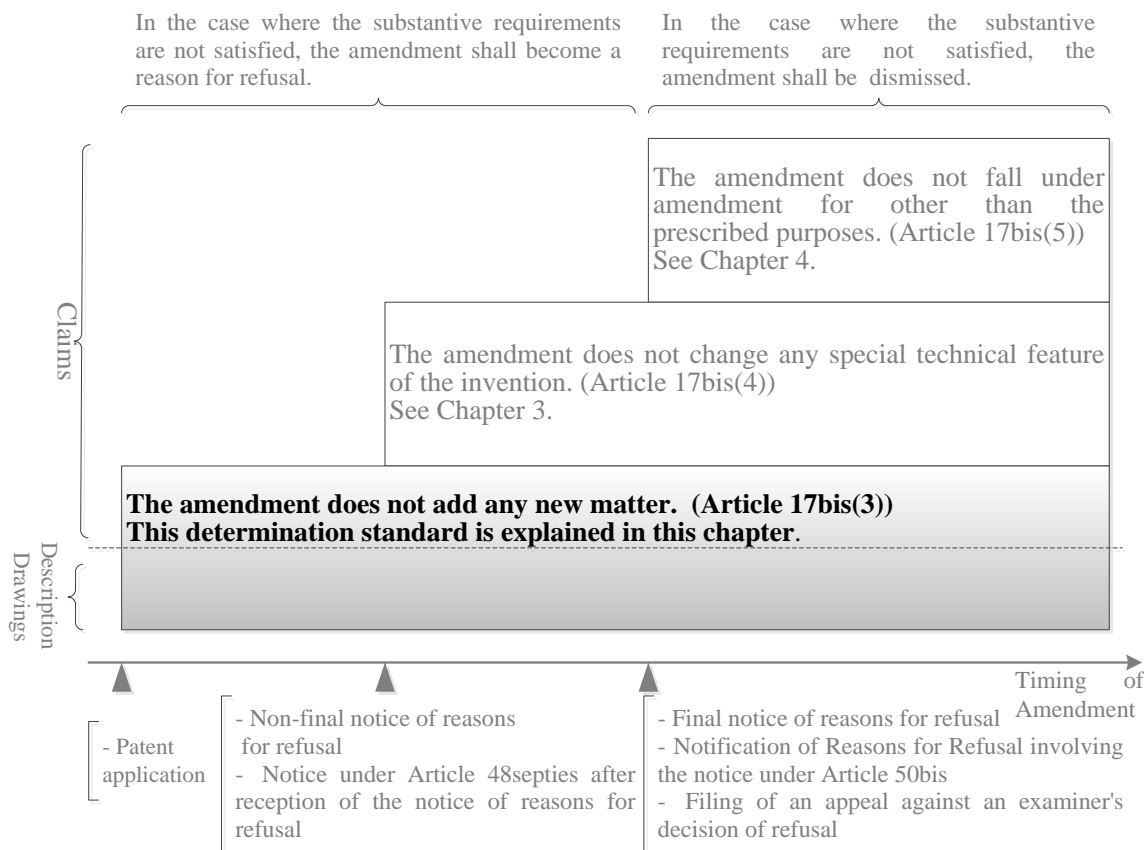 In the case where the substantive requirements
are not satisfied, the amendment shall become a
reason for refusal.
In the case where the substantive
requirements are not satisfied, the
amendment shall be dismissed.
The amendment does not fall under
amendment for other than the
prescribed purposes. (Article 17bis(5))
See Chapter 4.
Claims
The amendment does not change any special technical feature
of the invention. (Article 17bis(4))
See Chapter 3.
The amendment does not add any new matter. (Article 17bis(3))
This determination standard is explained in this chapter.
Description
Drawings
Timing of
Amendment
- Patent
application
- Non-final notice of reasons
for refusal
- Notice under Article 48septies after
reception of the notice of reasons for
refusal
- Final notice of reasons for refusal
- Notification of Reasons for Refusal involving
the notice under Article 50bis
- Filing of an appeal against an examiner's
decision of refusal